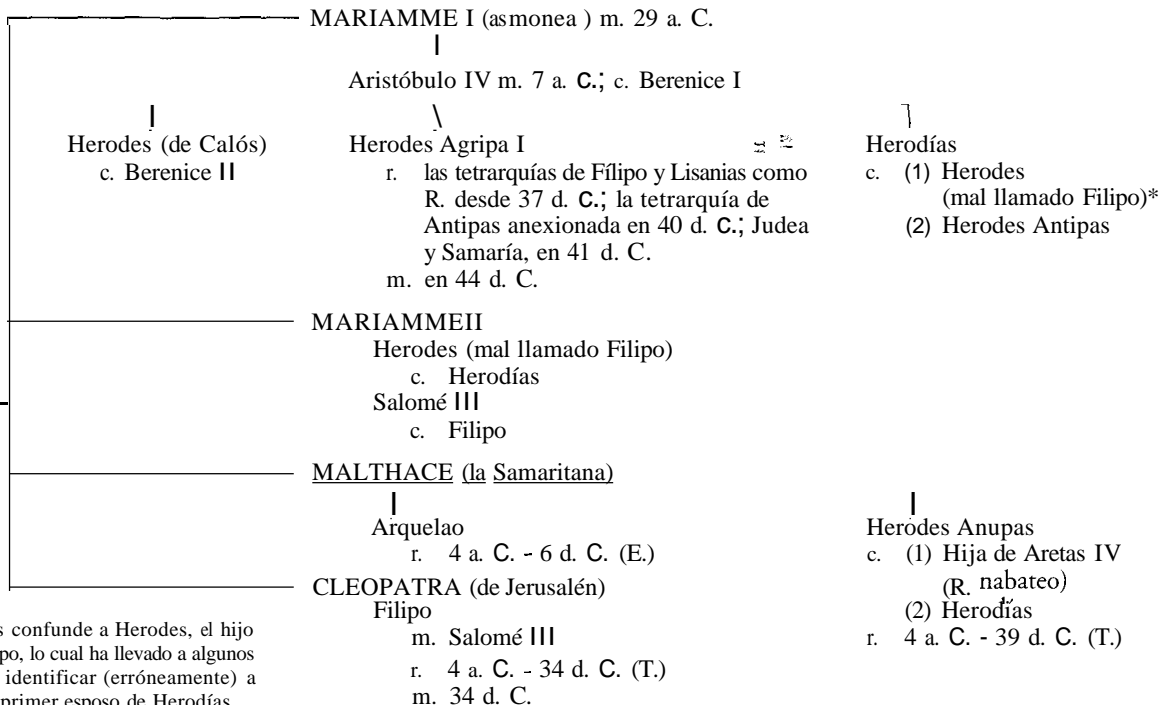 MARIAMME I (asmonea ) m. 29 a. C.
Aristóbulo IV m. 7 a. C.; c. Berenice I
Herodes (de Calós)
c. Berenice II
Herodes Agripa I
r. las tetrarquías de Fílipo y Lisanias como
R. desde 37 d. C.; la tetrarquía de
Antipas anexionada en 40 d. C.; Judea
y Samaría, en 41 d. C.
m. en 44 d. C.
Herodías
c. (1) Herodes
(mal llamado Filipo)*
(2) Herodes Antipas
MARIAMMEII
Herodes (mal llamado Filipo)
c. Herodías
Salomé III
c. Filipo
MALTHACE (la Samaritana)
Arquelao
r. 4 a. C. - 6 d. C. (E.)
Herodes Anupas
c. (1) Hija de Aretas IV
(R. nabateo)
(2) Herodías
r. 4 a. C. - 39 d. C. (T.)
CLEOPATRA (de Jerusalén)
Filipo
m. Salomé III
r. 4 a. C. - 34 d. C. (T.)
m. 34 d. C.
s confunde a Herodes, el hijo
po, lo cual ha llevado a algunos
identificar (erróneamente) a
primer esposo de Herodías